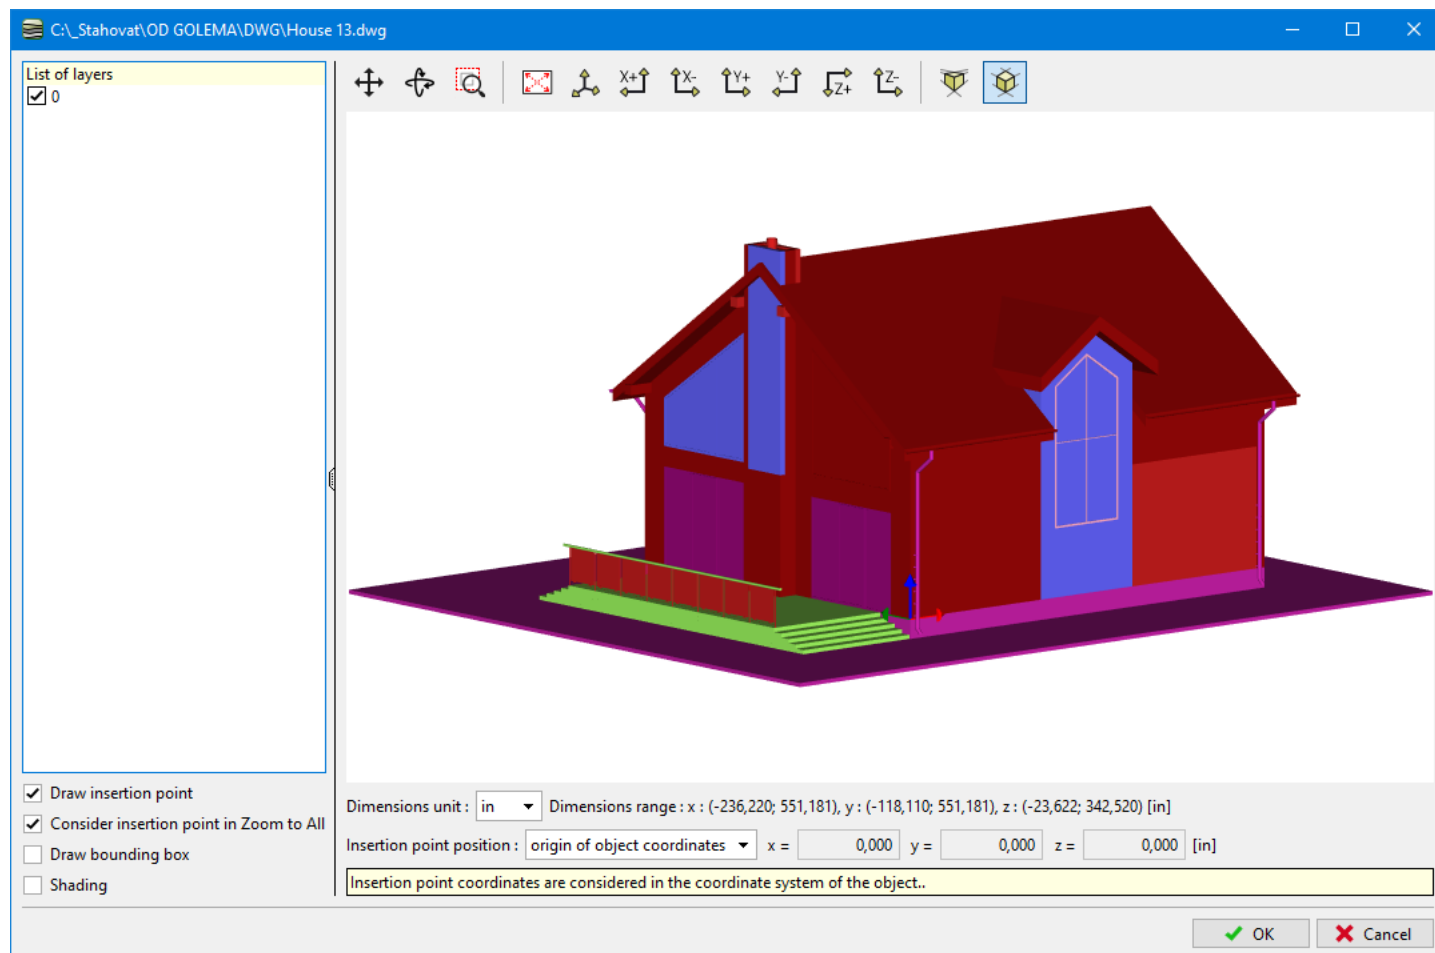 C:\_Stahovat\OD GOLEMA\DWG\House 13.dwg
List of layers
0
X+ X- Y+ Y- Z+ Z-
Draw insertion point
Consider insertion point in Zoom to All
Draw bounding box
Shading
Dimensions unit : in Dimensions range : x : (-236,220; 551,181), y : (-118,110; 551,181), z : (-23,622; 342,520) [in]
Insertion point position : origin of object coordinates x = 0,000 y = 0,000 z = 0,000 [in]
Insertion point coordinates are considered in the coordinate system of the object..
OK Cancel